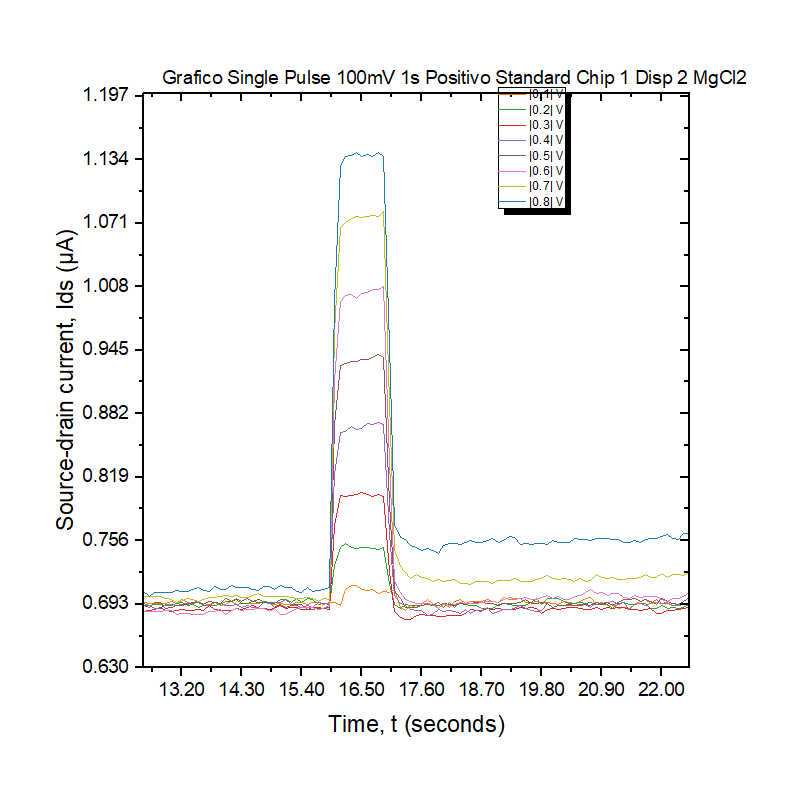 Grafico Single Pulse 100mV 1s Positivo Standard Chip 1 Disp 2 MgCl2
1.197
1.134
1.071
1.008
0.945
0.882
0.819
0.756
0.693
0.630
Source-drain current, Ids (μA)
|0.1| V
|0.2| V
|0.3| V
|0.4| V
|0.5| V
|0.6| V
|0.7| V
|0.8| V
13.20 14.30 15.40 16.50 17.60 18.70 19.80 20.90 22.00
Time, t (seconds)